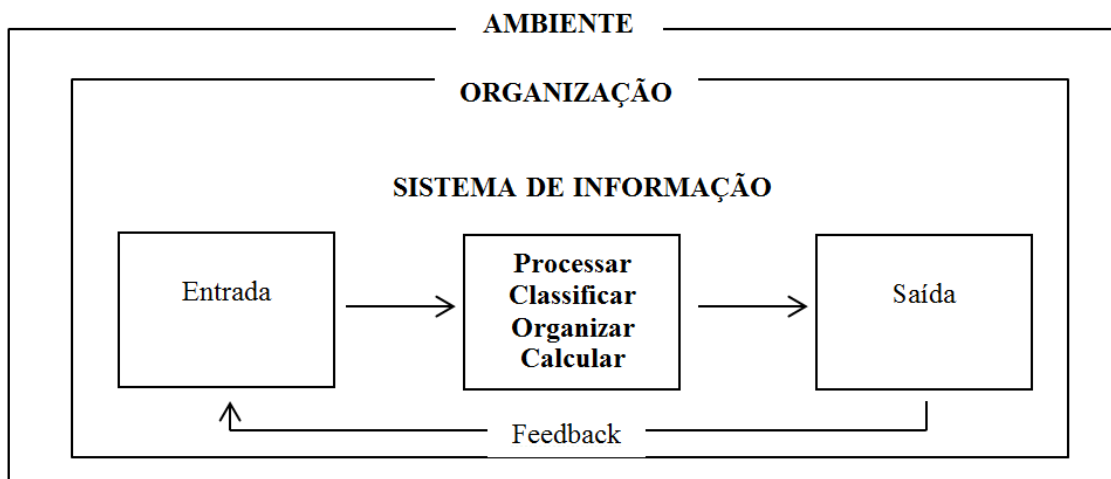 AMBIENTE
ORGANIZAÇÃO
SISTEMA DE INFORMAÇÃO
Entrada
Processar
Classificar
Organizar
Calcular
Saída
Feedback